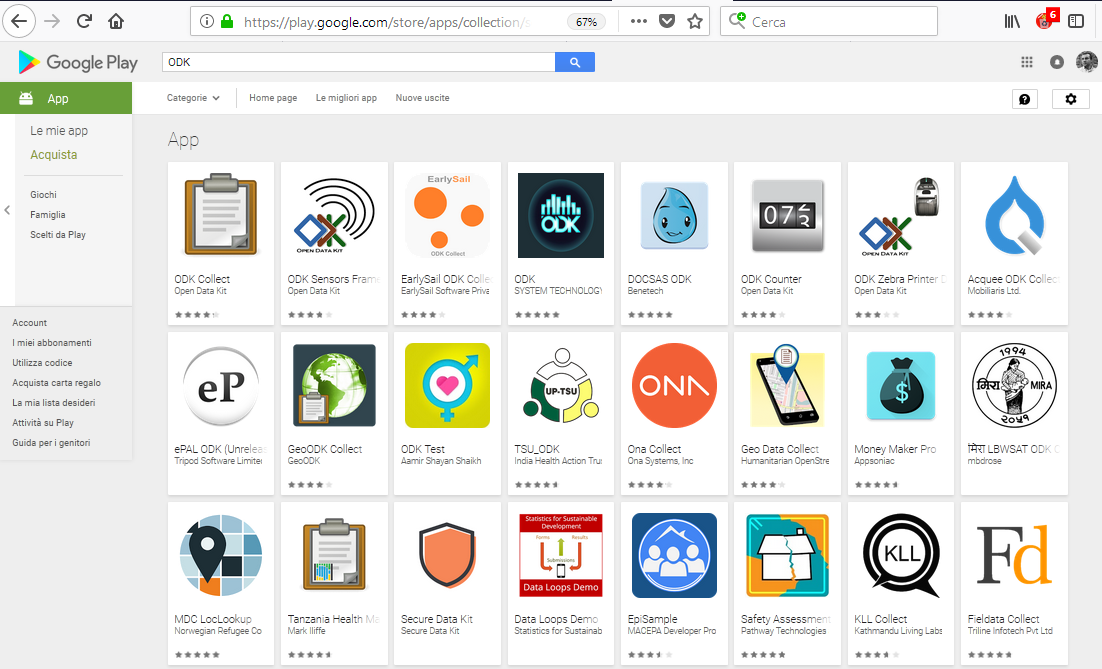 https://play.google.com/store/apps/collection/s
67%
Cerca
6
Google Play
ODK
App
Categorie
Home page
Le migliori app
Nuove uscite
Le mie app
Acquista
Giochi
Famiglia
Scelti da Play
Account
I miei abbonamenti
Utilizza codice
Acquista carta regalo
La mia lista desideri
Attività su Play
Guida per i genitori
App
ODK Collect
Open Data Kit
OPEN DATA KIT
ODK Sensors Frame
Open Data Kit
EarlySail
ODK Collect
EarlySail ODK Collec
EarlySail Software Priva
ODK
ODK
SYSTEM TECHNOLOGY
DOCSAS ODK
Benetech
ODK Counter
Open Data Kit
OPEN DATA KIT
ODK Zebra Printer D
Open Data Kit
Acquee ODK Collec
Mobiliaris Ltd.
eP
ePAL ODK (Unreleas
Tripod Software Limited
GeoODK Collect
GeoODK
ODK Test
Aamir Shayan Shaikh
UP-TSU
TSU_ODK
India Health Action Trus
ONA
Ona Collect
Ona Systems, Inc
Geo Data Collect
Humanitarian OpenStre
$
Money Maker Pro
Appsoniac
1994
मिरा
MIRA
२०५१
LBWSAT ODK C
mbdrose
MDC LocLookup
Norwegian Refugee Co
Tanzania Health Ma
Mark Iliffe
Secure Data Kit
Secure Data Kit
Statistics for Sustainable
Development
Forms
Results
Submissions
Data Loops Demo
Data Loops Demo
Statistics for Sustainab
EpiSample
MACEPA Developer Pro
Safety Assessment
Pathway Technologies
KLL
KLL Collect
Kathmandu Living Labs
Fd
Fieldata Collect
Triline Infotech Pvt Ltd